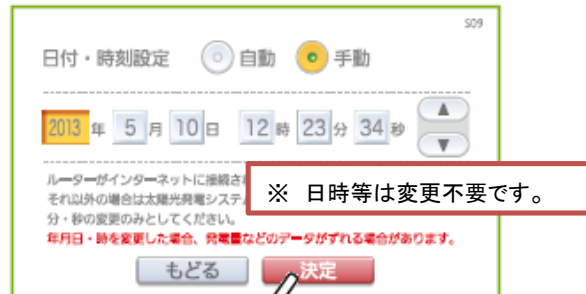 S09
日付・時刻設定 自動 手動
2013 年 5 月 10 日 12 時 23 分 34 秒
ルーターがインターネットに接続さ
それ以外の場合は太陽光発電システム
※ 日時等は変更不要です。
分・秒の変更のみとしてください。
年月日・時を変更した場合、発電量などのデータがずれる場合があります。
もどる 決定